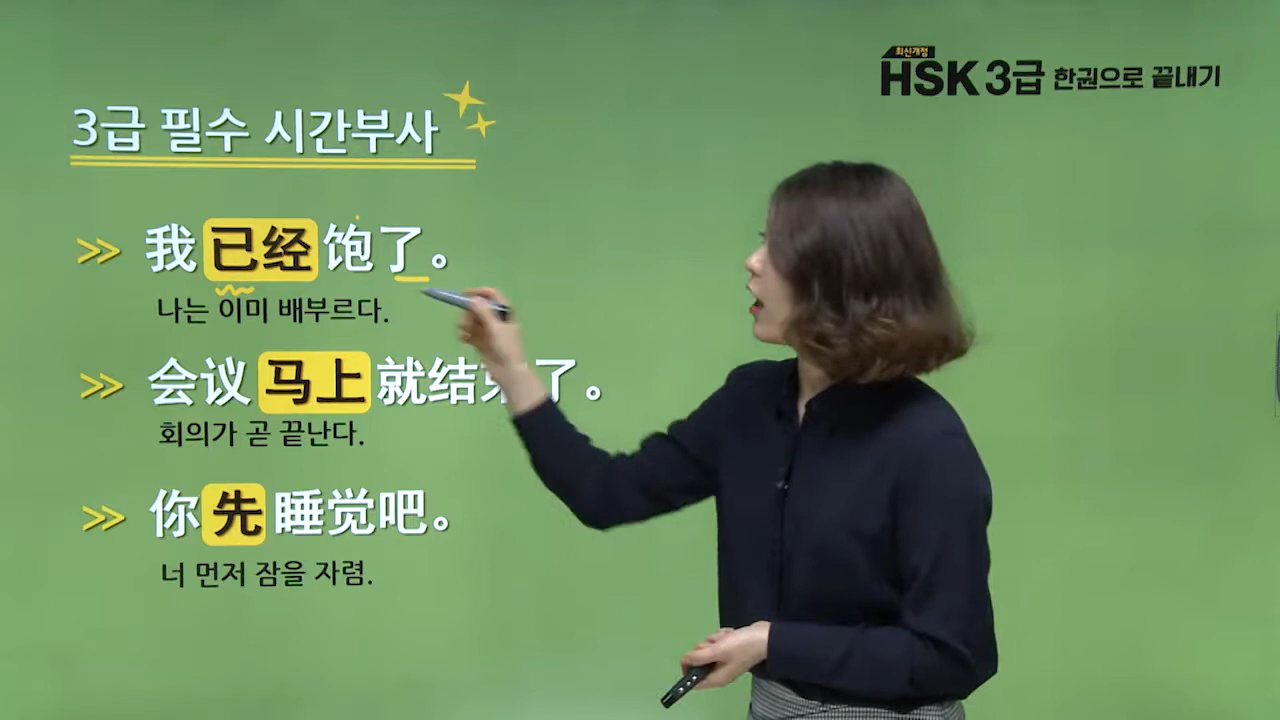 최신개정
HSK 3급 한권으로 끝내기
3급 필수 시간부사
我已经饱了。
나는 이미 배부르다.
会议马上就结束了。
회의가 곧 끝난다.
你先睡觉吧。
너 먼저 잠을 자렴.